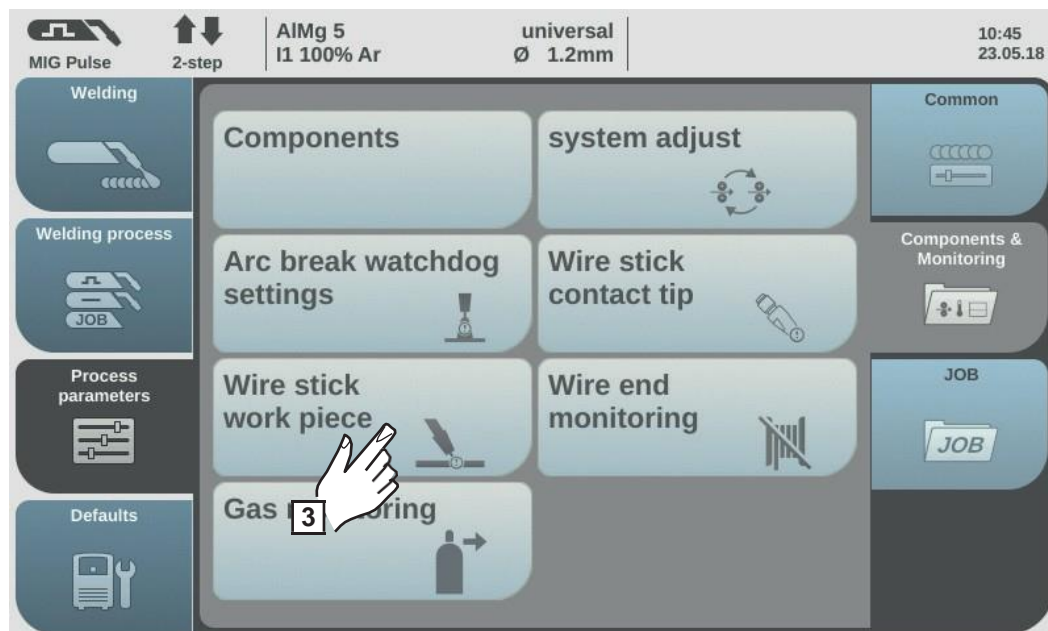 MIG Pulse
2-step
AlMg 5
I1 100% Ar
universal
Ø 1.2mm
10:45
23.05.18
Welding
Welding process
JOB
Process
parameters
Defaults
Components
system adjust
Arc break watchdog
settings
Wire stick
contact tip
Wire stick
work piece
Wire end
monitoring
Gas
3
Common
Components &
Monitoring
JOB
JOB